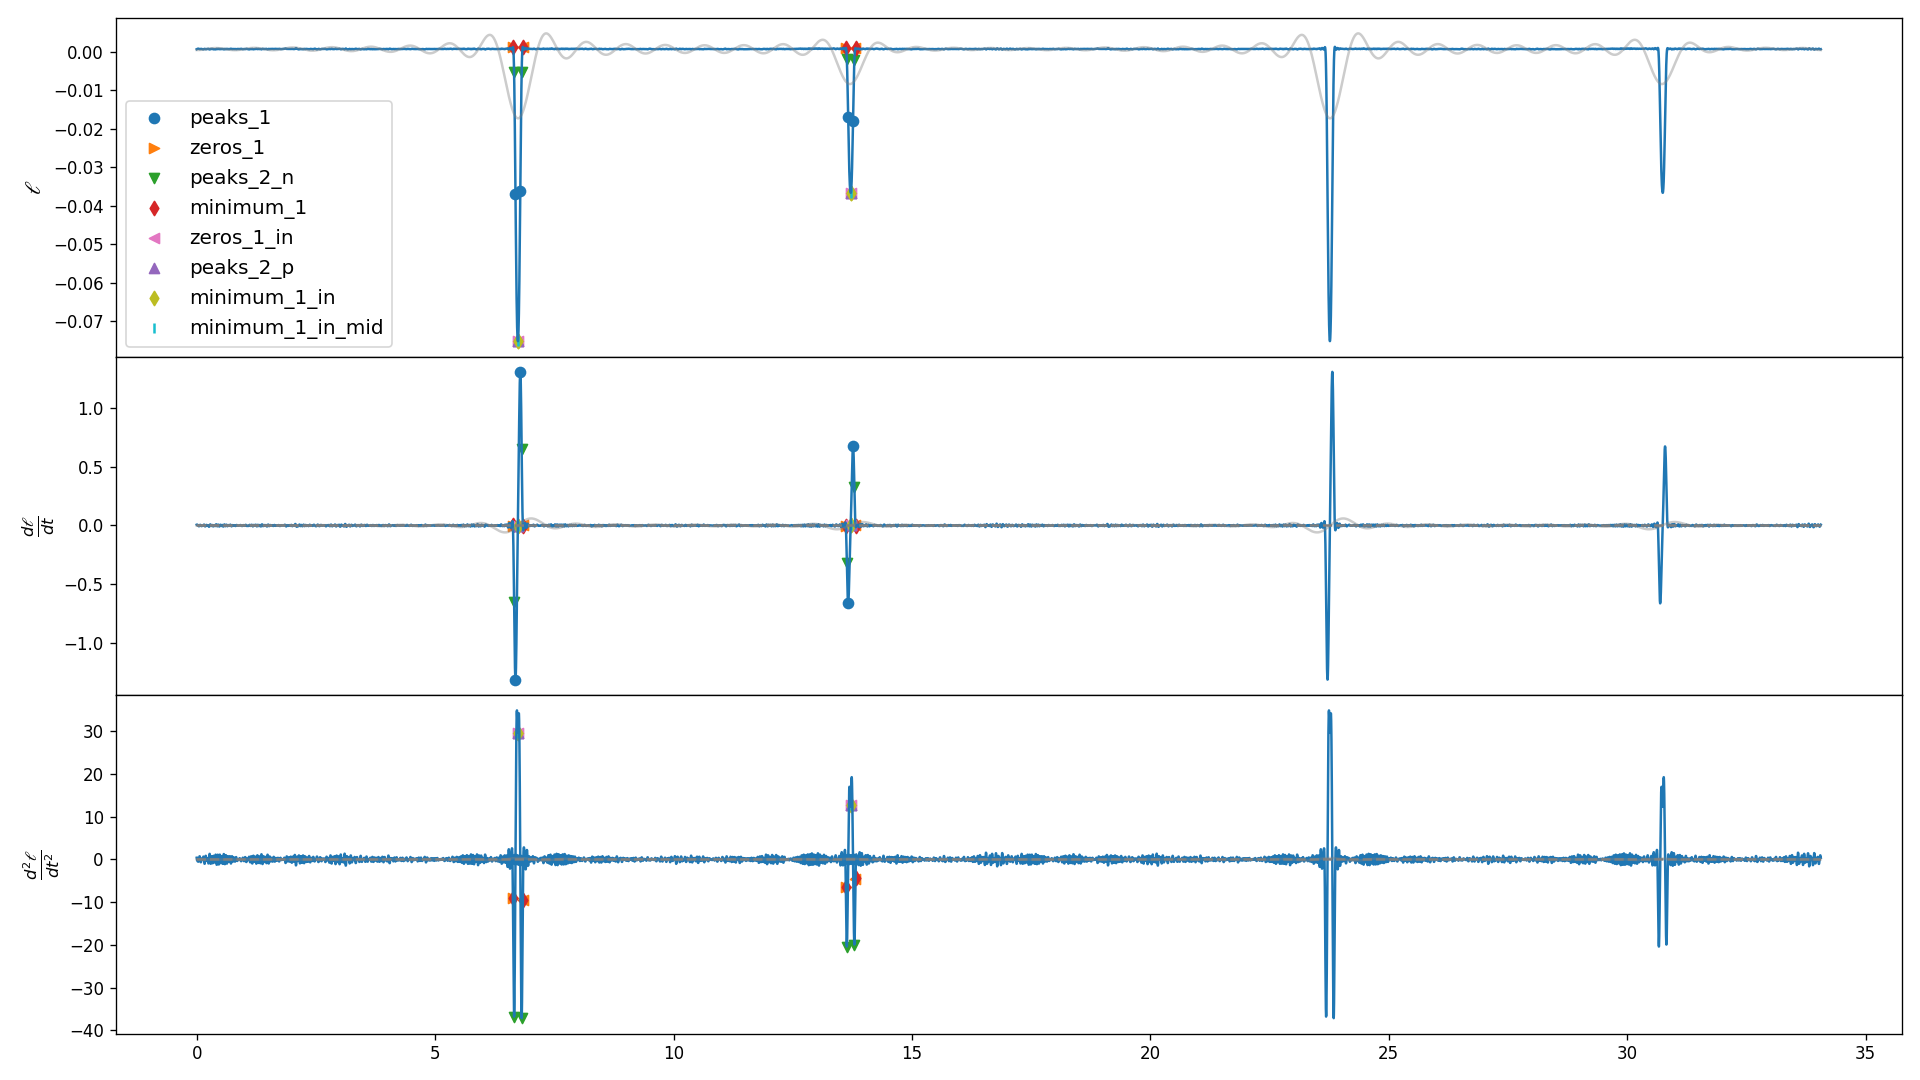 0.00
−0.01
−0.02
−0.03
−0.04
−0.05
−0.06
−0.07
ℓ
peaks_1
zeros_1
peaks_2_n
minimum_1
zeros_1_in
peaks_2_p
minimum_1_in
minimum_1_in_mid
1.0
0.5
0.0
−0.5
−1.0
dℓ
dt
30
20
10
0
−10
−20
−30
−40
d²ℓ
dt²
0 5 10 15 20 25 30 35